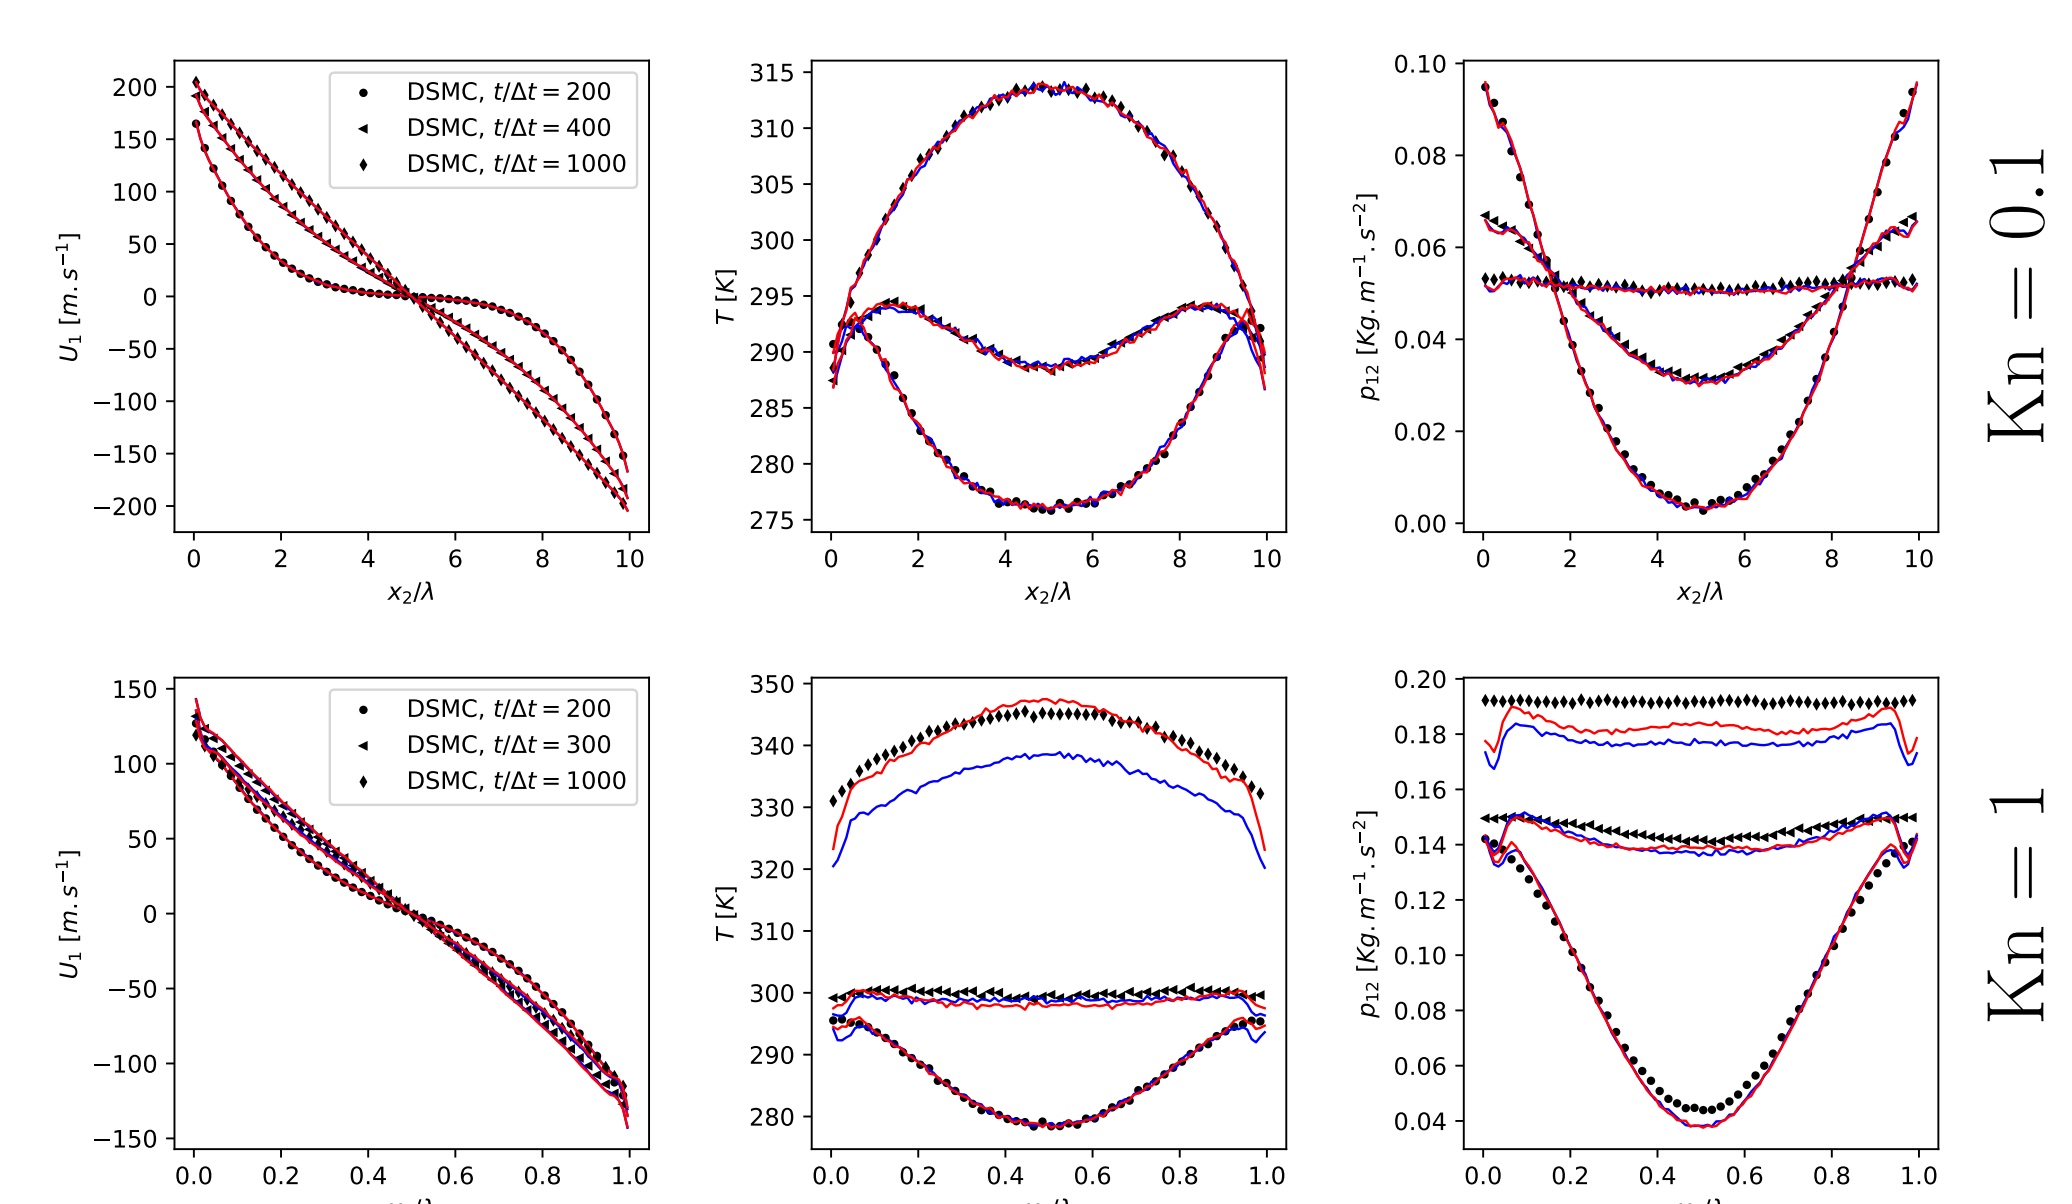 200
150
100
50
0
−50
−100
−150
−200
U₁ [m.s⁻¹]
DSMC, t/Δt = 200
DSMC, t/Δt = 400
DSMC, t/Δt = 1000
0 2 4 6 8 10
x₂/λ
315
310
305
300
295
290
285
280
275
T [K]
0 2 4 6 8 10
x₂/λ
0.10
0.08
0.06
0.04
0.02
0.00
p₁₂ [Kg.m⁻¹.s⁻²]
0 2 4 6 8 10
x₂/λ
Kn = 0.1
150
100
50
0
−50
−100
−150
U₁ [m.s⁻¹]
DSMC, t/Δt = 200
DSMC, t/Δt = 300
DSMC, t/Δt = 1000
0.0 0.2 0.4 0.6 0.8 1.0
350
340
330
320
310
300
290
280
T [K]
0.0 0.2 0.4 0.6 0.8 1.0
0.20
0.18
0.16
0.14
0.12
0.10
0.08
0.06
0.04
p₁₂ [Kg.m⁻¹.s⁻²]
0.0 0.2 0.4 0.6 0.8 1.0
Kn = 1